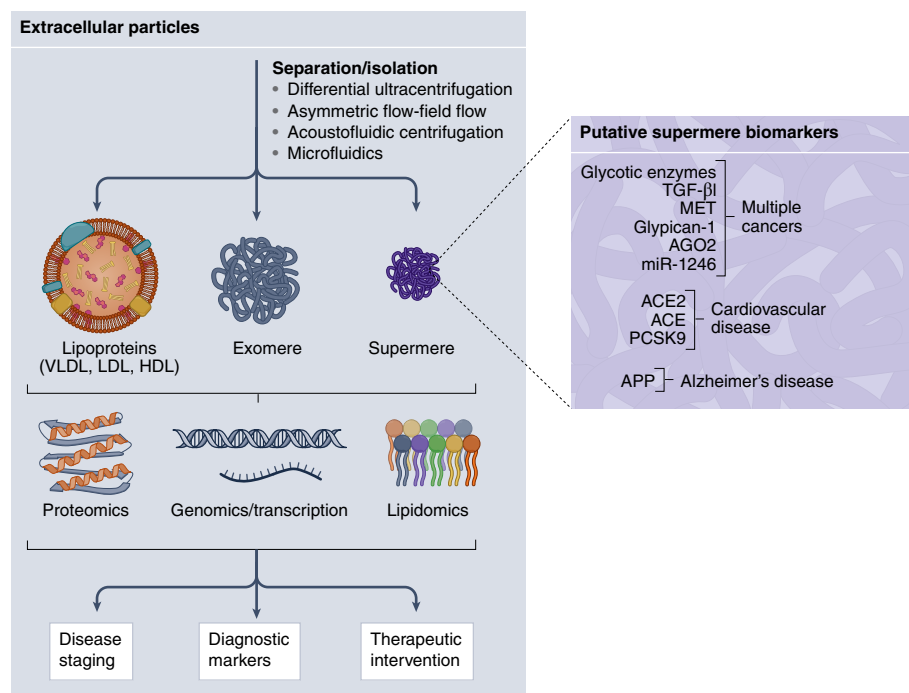 Extracellular particles
Separation/isolation
• Differential ultracentrifugation
• Asymmetric flow-field flow
• Acoustofluidic centrifugation
• Microfluidics
Lipoproteins
(VLDL, LDL, HDL)
Exomere
Supermere
Proteomics
Genomics/transcription
Lipidomics
Disease
staging
Diagnostic
markers
Therapeutic
intervention
Putative supermere biomarkers
Glycotic enzymes
TGF-βI
MET
Glypican-1
AGO2
miR-1246
Multiple
cancers
ACE2
ACE
PCSK9
Cardiovascular
disease
APP
Alzheimer's disease